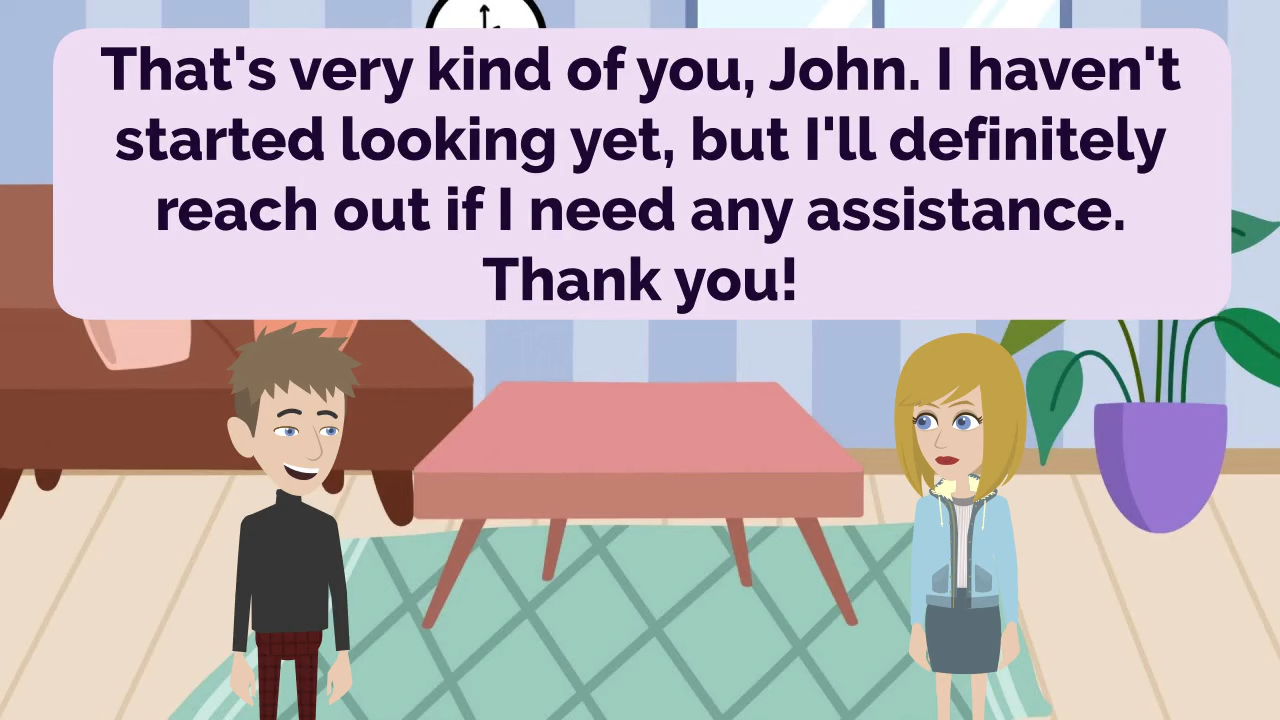 That's very kind of you, John. I haven't
started looking yet, but I'll definitely
reach out if I need any assistance.
Thank you!